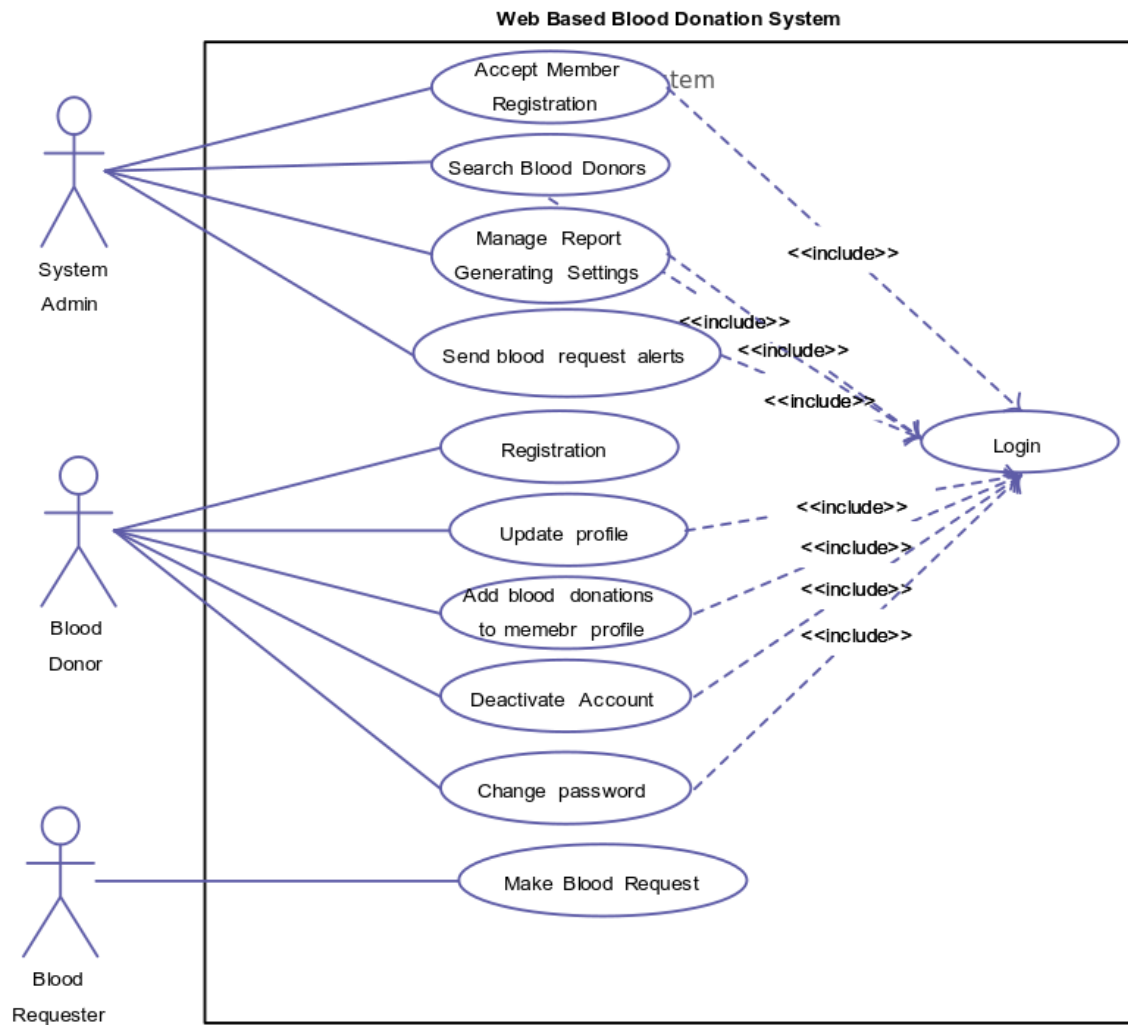 Web Based Blood Donation System
Accept Member
Registration
tem
Search Blood Donors
Manage Report
Generating Settings
System
Admin
<<include>>
<<include>>
<<include>>
Send blood request alerts
<<include>>
Registration
Login
<<include>>
Update profile
<<include>>
Add blood donations
to memebr profile
<<include>>
Blood
Donor
<<include>>
Deactivate Account
Change password
Make Blood Request
Blood
Requester